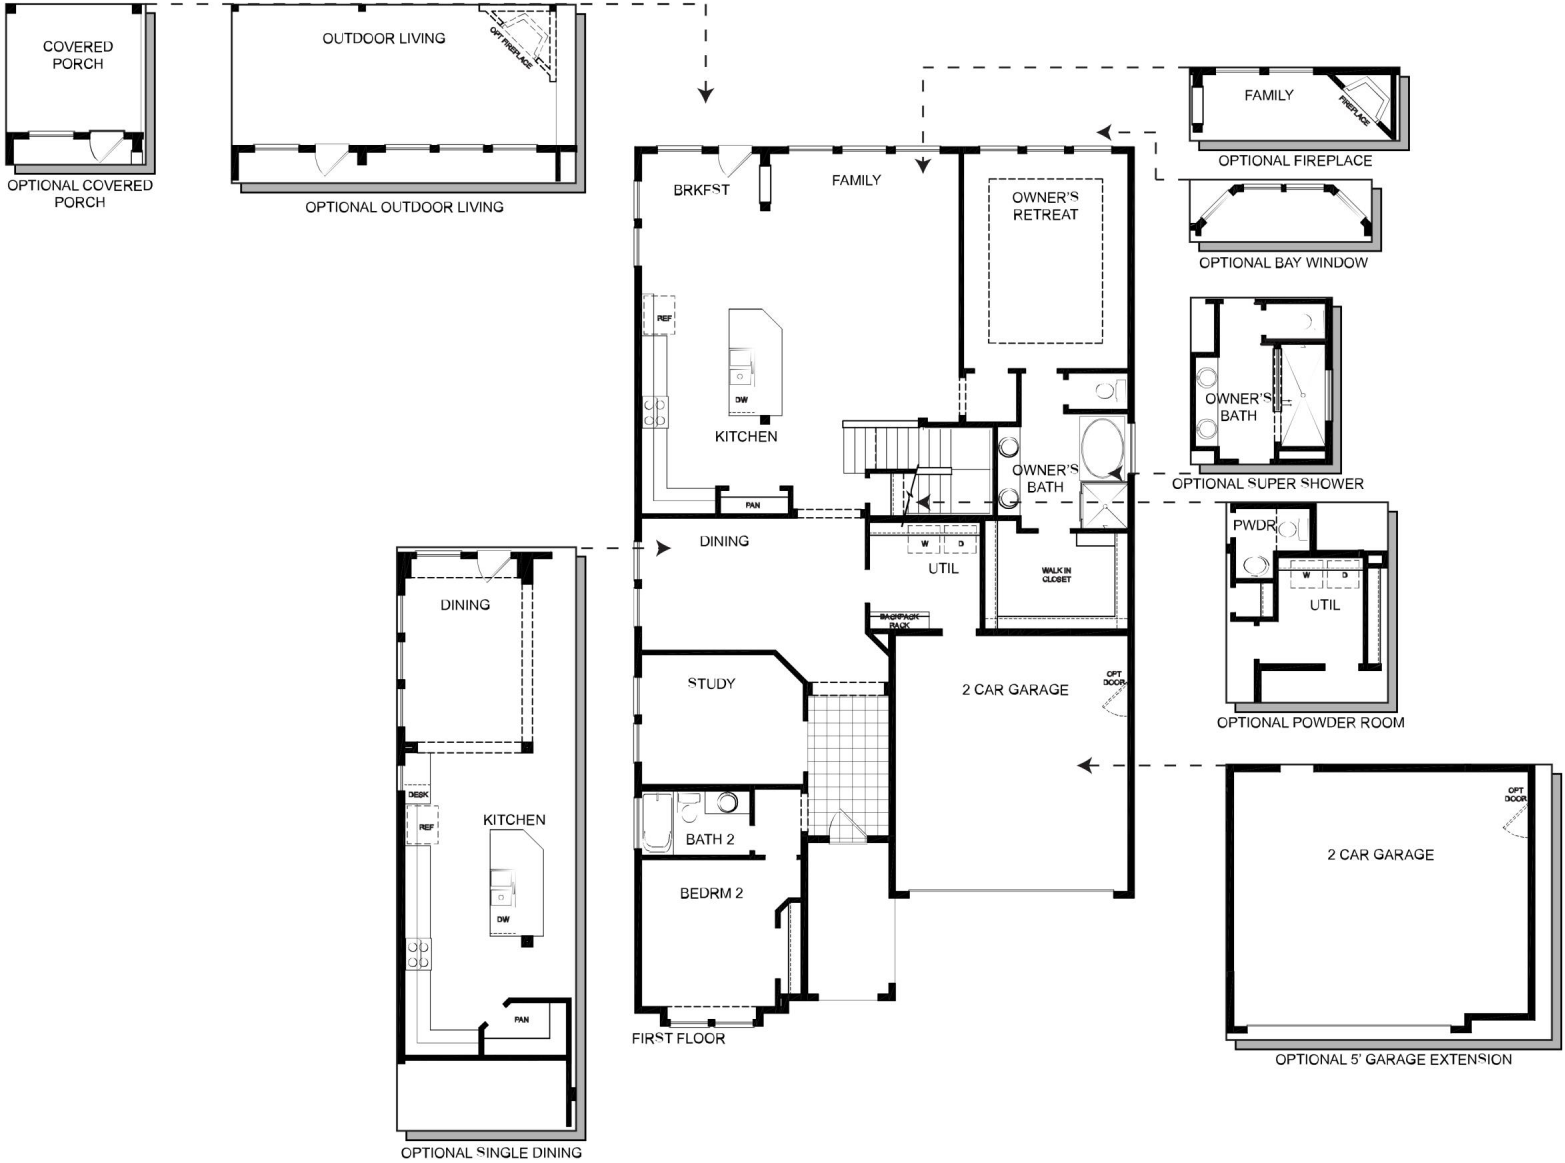 COVERED
PORCH
OPTIONAL COVERED
PORCH
OUTDOOR LIVING
OPT FIREPLACE
OPTIONAL OUTDOOR LIVING
FAMILY
FIREPLACE
OPTIONAL FIREPLACE
OPTIONAL BAY WINDOW
OWNER'S
BATH
OPTIONAL SUPER SHOWER
PWDR
W
D
UTIL
OPTIONAL POWDER ROOM
OPT
DOOR
2 CAR GARAGE
OPTIONAL 5' GARAGE EXTENSION
BRKFST
FAMILY
OWNER'S
RETREAT
REF
DW
KITCHEN
PAN
OWNER'S
BATH
DINING
W
D
UTIL
WALK IN
CLOSET
BACKPACK
RACK
STUDY
2 CAR GARAGE
OPT
DOOR
BATH 2
BEDRM 2
FIRST FLOOR
DINING
DESK
REF
KITCHEN
DW
PAN
OPTIONAL SINGLE DINING